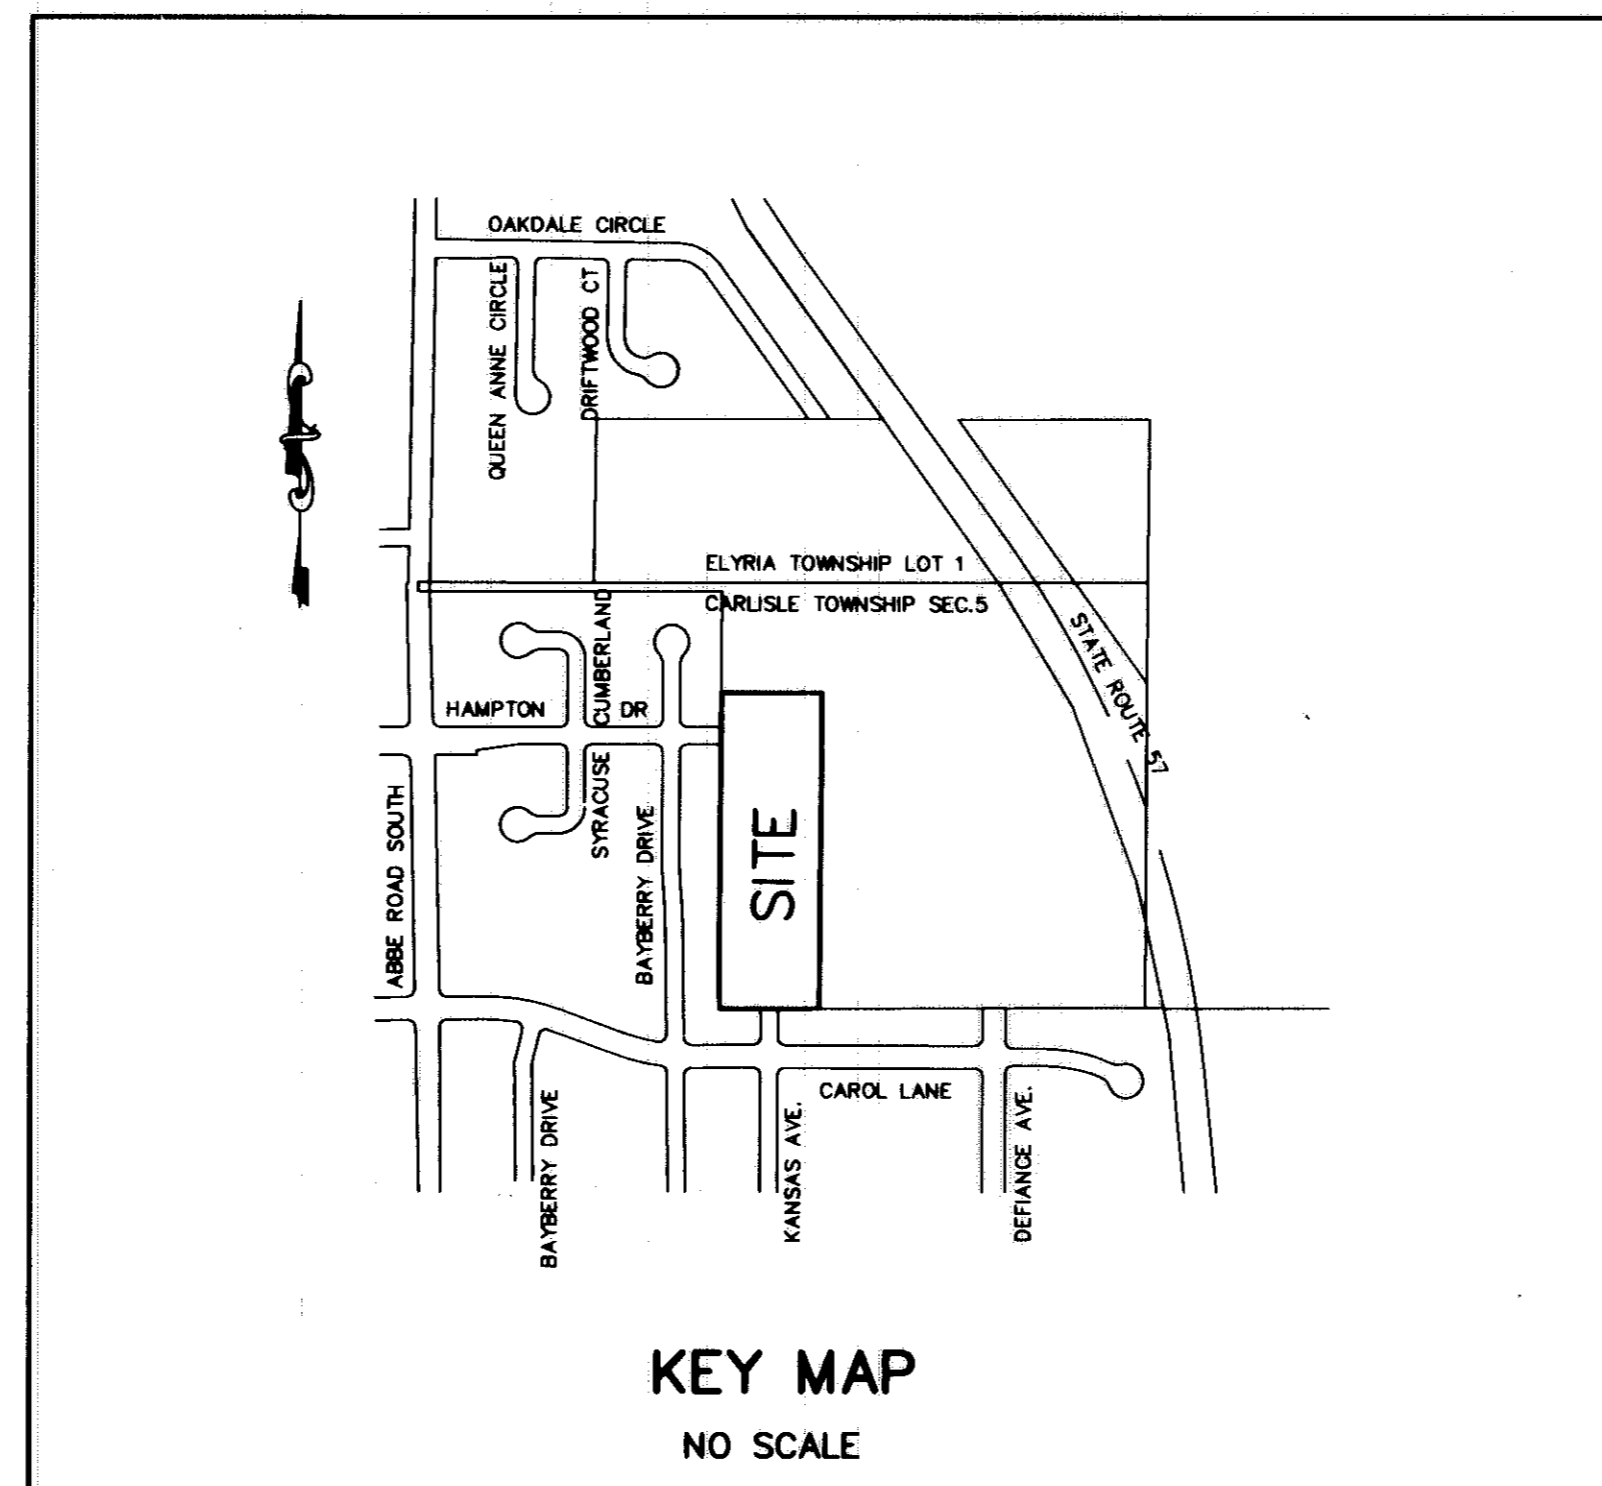 OAKDALE CIRCLE
QUEEN ANNE CIRCLE
DRIFTWOOD CT
ELYRIA TOWNSHIP LOT 1
CARLISLE TOWNSHIP SEC.5
STATE ROUTE 57
CUMBERLAND
HAMPTON DR
SYRACUSE
BAYBERRY DRIVE
ABBE ROAD SOUTH
SITE
CAROL LANE
BAYBERRY DRIVE
KANSAS AVE.
DEFIANCE AVE.
KEY MAP
NO SCALE